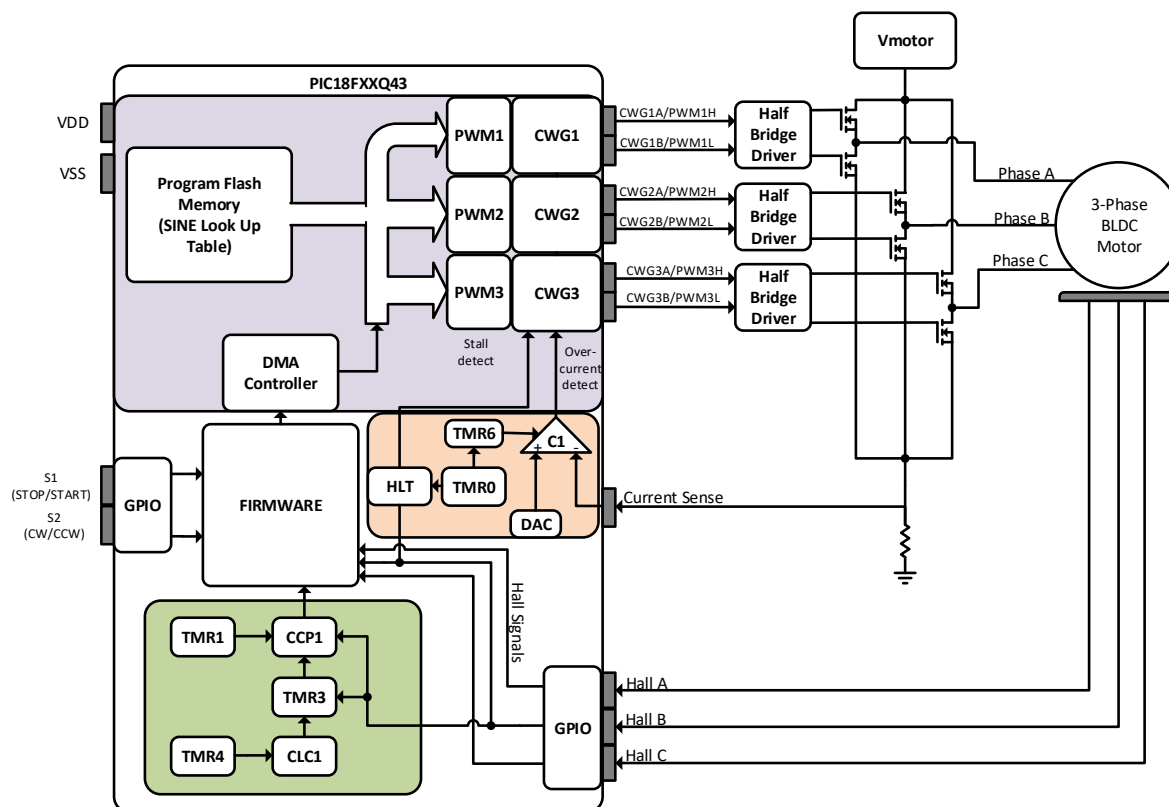 Vmotor
PIC18FXXQ43
VDD
VSS
Program Flash
Memory
(SINE Look Up
Table)
PWM1
CWG1
PWM2
CWG2
PWM3
CWG3
CWG1A/PWM1H
CWG1B/PWM1L
CWG2A/PWM2H
CWG2B/PWM2L
CWG3A/PWM3H
CWG3B/PWM3L
Half
Bridge
Driver
Half
Bridge
Driver
Half
Bridge
Driver
Phase A
Phase B
Phase C
3-Phase
BLDC
Motor
Stall
detect
Over-
current
detect
DMA
Controller
TMR6
C1
+
-
HLT
TMR0
DAC
Current Sense
S1
(STOP/START)
S2
(CW/CCW)
GPIO
FIRMWARE
Hall Signals
TMR1
CCP1
TMR3
TMR4
CLC1
GPIO
Hall A
Hall B
Hall C